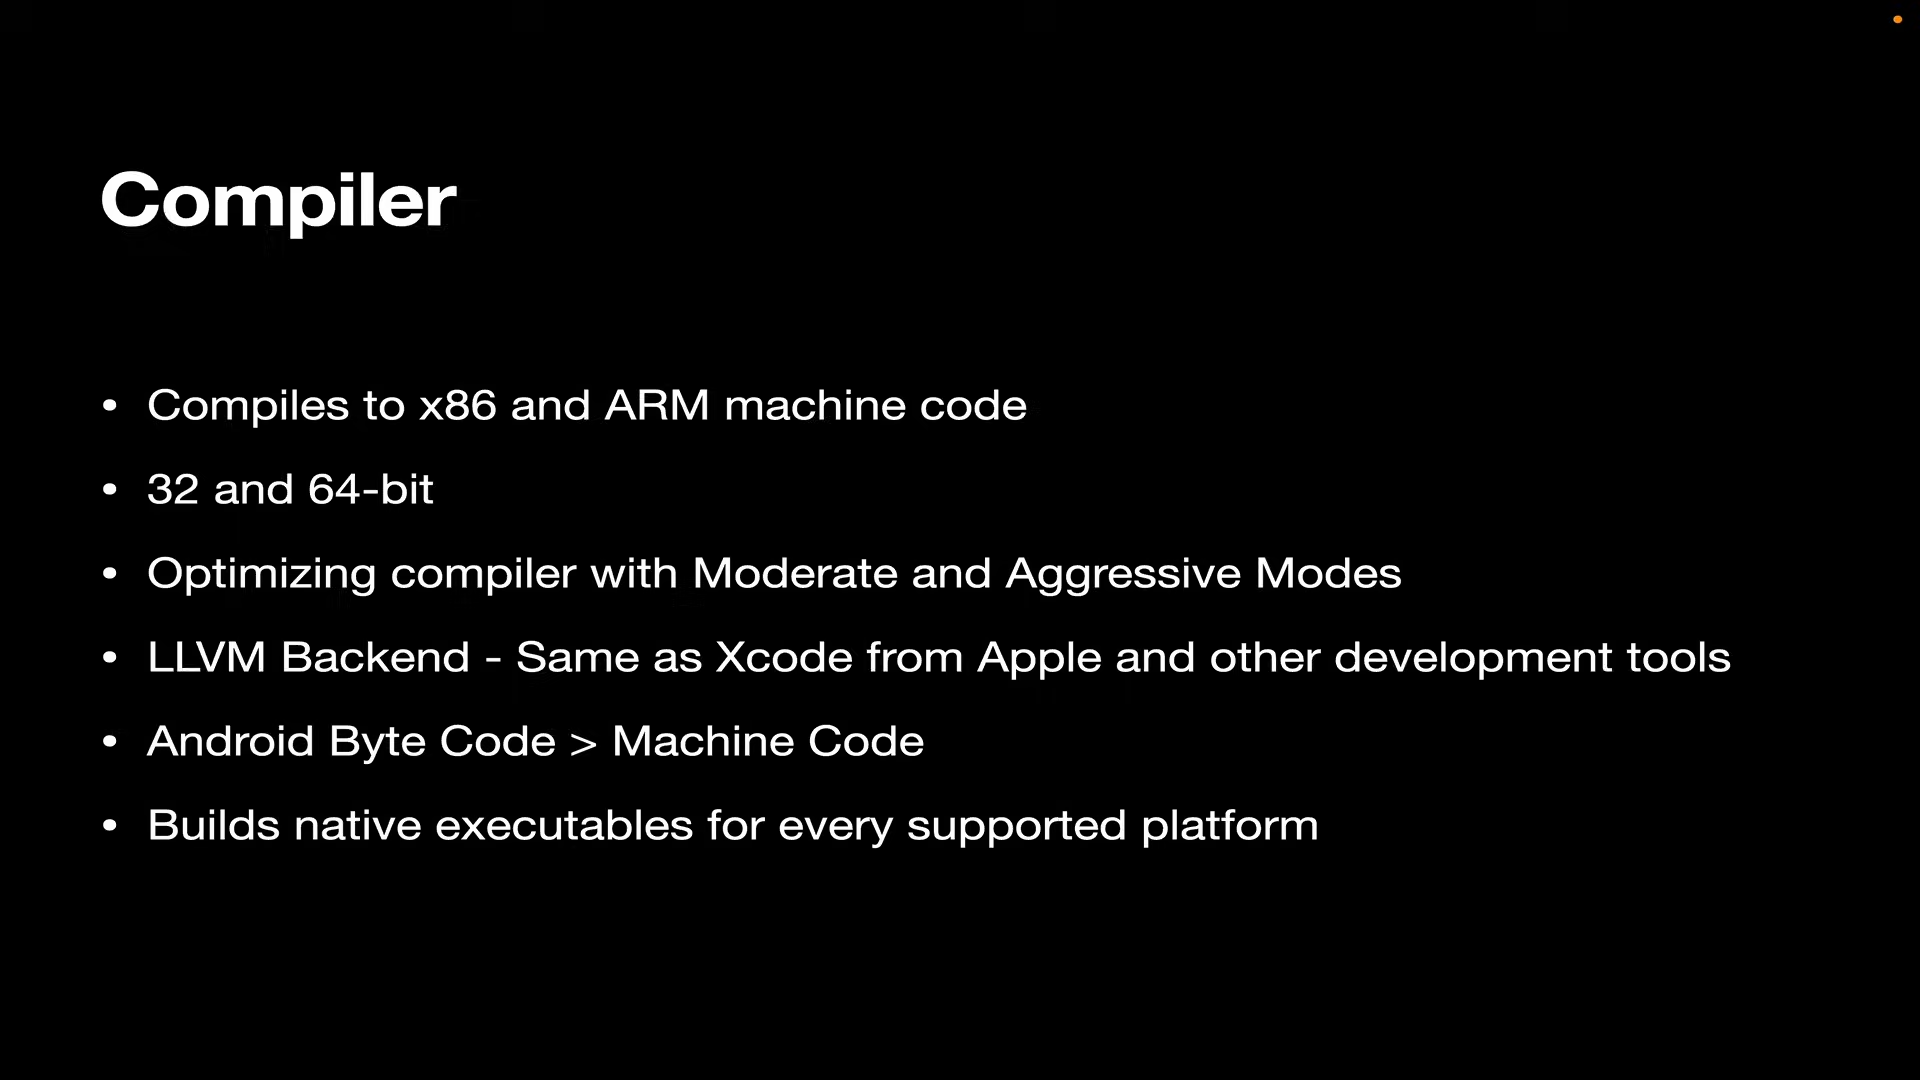 Compiler
• Compiles to x86 and ARM machine code
• 32 and 64-bit
• Optimizing compiler with Moderate and Aggressive Modes
• LLVM Backend - Same as Xcode from Apple and other development tools
• Android Byte Code > Machine Code
• Builds native executables for every supported platform